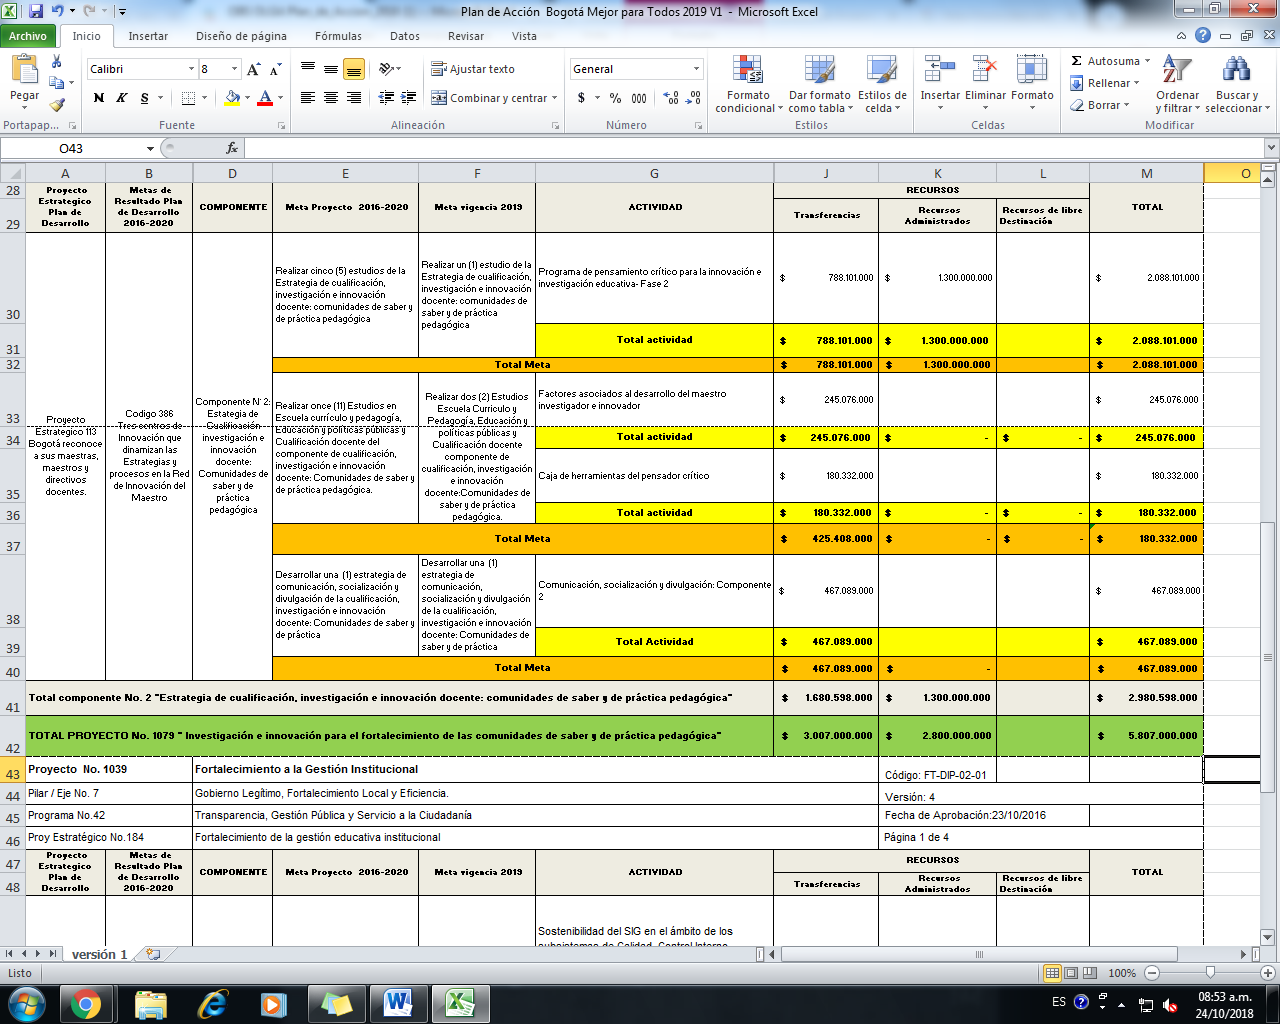 Plan de Acción Bogotá Mejor para Todos 2019 V1 - Microsoft Excel
Archivo Inicio Insertar Diseño de página Fórmulas Datos Revisar Vista
Pegar
Calibri 8
Ajustar texto
General
Formato condicional
Dar formato como tabla
Estilos de celda
Insertar Eliminar Formato
Autosuma
Rellenar
Borrar
Ordenar y filtrar
Buscar y seleccionar
N K S
Combinar y centrar
$ % 000
Portapap... Fuente Alineación Número Estilos Celdas Modificar
O43 fx
A B D E F G J K L M O
28
29
Proyecto Estrategico Plan de Desarrollo
Metas de Resultado Plan de Desarrollo 2016-2020
COMPONENTE
Meta Proyecto 2016-2020
Meta vigencia 2019
ACTIVIDAD
RECURSOS
Transferencias
Recursos Administrados
Recursos de libre Destinación
TOTAL
30
Realizar cinco (5) estudios de la Estrategia de cualificación, investigación e innovación docente: comunidades de saber y de práctica pedagógica
Realizar un (1) estudio de la Estrategia de cualificación, investigación e innovación docente: comunidades de saber y de práctica pedagógica
Programa de pensamiento crítico para la innovación e investigación educativa- Fase 2
$ 788.101.000 $ 1.300.000.000 $ 2.088.101.000
31 Total actividad $ 788.101.000 $ 1.300.000.000 $ 2.088.101.000
32 Total Meta $ 788.101.000 $ 1.300.000.000 $ 2.088.101.000
33
Proyecto Estrategico 113 Bogotá reconoce a sus maestras, maestros y directivos docentes.
Codigo 386 Tres centros de Innovación que dinamizan las Estrategias y procesos en la Red de Innovación del Maestro
Componente N° 2: Estategia de Cualificación investigación e innovación docente: Comunidades de saber y de práctica pedagógica
Realizar once (11) Estudios en Escuela currículo y pedagogía, Educación y políticas públicas y Cualificación docente del componente de cualificación, investigación e innovación docente: Comunidades de saber y de práctica pedagógica.
Realizar dos (2) Estudios Escuela Curriculo y Pedagogía, Educación y políticas públicas y Cualificación docente componente de cualificación, investigación e innovación docente:Comunidades de saber y de práctica pedagógica.
Factores asociados al desarrollo del maestro investigador e innovador
$ 245.076.000 $ 245.076.000
34 Total actividad $ 245.076.000 $ - $ - $ 245.076.000
35 Caja de herramientas del pensador crítico $ 180.332.000 $ 180.332.000
36 Total actividad $ 180.332.000 $ - $ - $ 180.332.000
37 Total Meta $ 425.408.000 $ - $ - $ 180.332.000
38
Desarrollar una (1) estrategia de comunicación, socialización y divulgación de la cualificación, investigación e innovación docente: Comunidades de saber y de práctica
Desarrollar una (1) estrategia de comunicación, socialización y divulgación de la cualificación, investigación e innovación docente: Comunidades de saber y de práctica
Comunicación, socialización y divulgación: Componente 2
$ 467.089.000 $ 467.089.000
39 Total Actividad $ 467.089.000 $ 467.089.000
40 Total Meta $ 467.089.000 $ - $ 467.089.000
41 Total componente No. 2 "Estrategia de cualificación, investigación e innovación docente: comunidades de saber y de práctica pedagógica" $ 1.680.598.000 $ 1.300.000.000 $ 2.980.598.000
42 TOTAL PROYECTO No. 1079 " Investigación e innovación para el fortalecimiento de las comunidades de saber y de práctica pedagógica" $ 3.007.000.000 $ 2.800.000.000 $ 5.807.000.000
43 Proyecto No. 1039 Fortalecimiento a la Gestión Institucional Código: FT-DIP-02-01
44 Pilar / Eje No. 7 Gobierno Legítimo, Fortalecimiento Local y Eficiencia. Versión: 4
45 Programa No.42 Transparencia, Gestión Pública y Servicio a la Ciudadanía Fecha de Aprobación:23/10/2016
46 Proy Estratégico No.184 Fortalecimiento de la gestión educativa institucional Página 1 de 4
47
48
Proyecto Estrategico Plan de Desarrollo
Metas de Resultado Plan de Desarrollo 2016-2020
COMPONENTE
Meta Proyecto 2016-2020
Meta vigencia 2019
ACTIVIDAD
RECURSOS
Transferencias
Recursos Administrados
Recursos de libre Destinación
TOTAL
Sostenibilidad del SIG en el ámbito de los
subsistemas de Calidad, Control Interno
versión 1
Listo 100%
ES 08:53 a.m.
24/10/2018